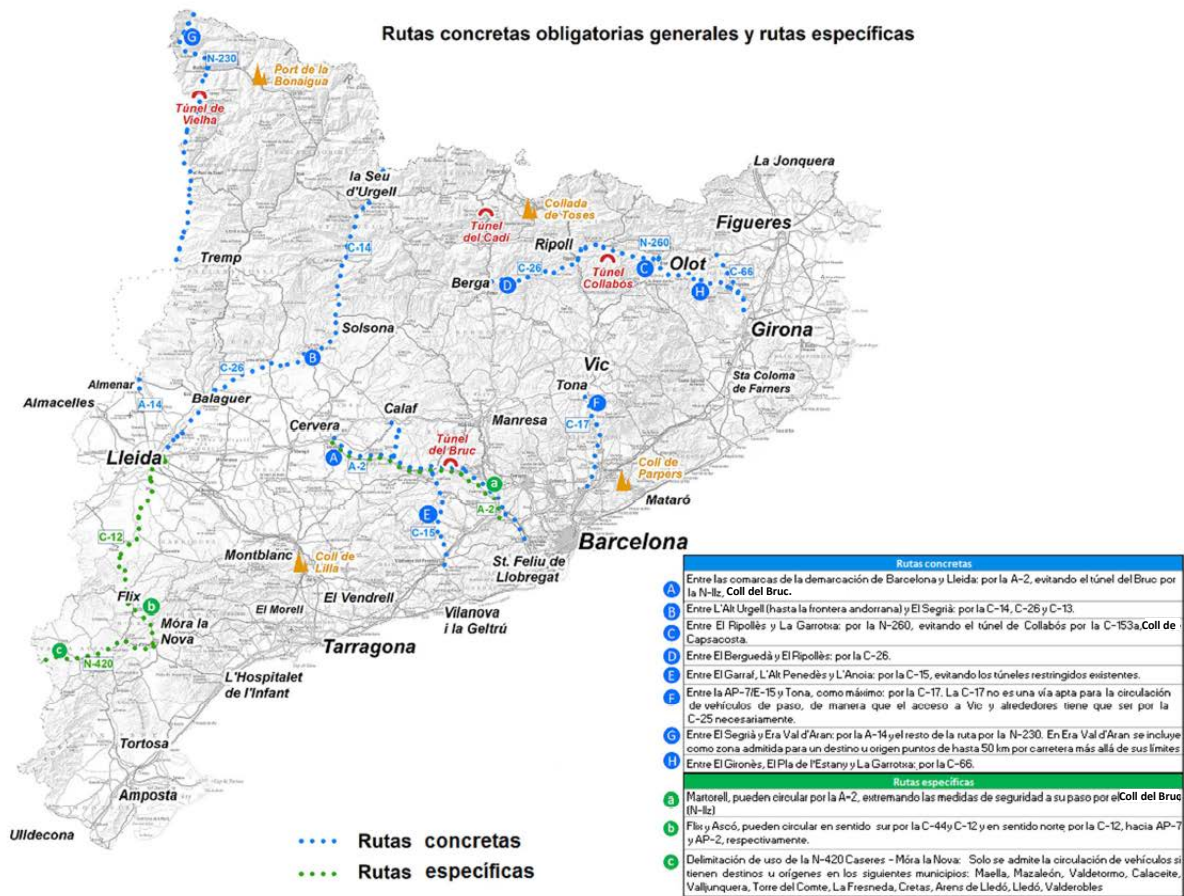 Rutas concretas obligatorias generales y rutas específicas
G
N-230
Port de la
Bonaigua
Túnel de
Vielha
la Seu
d'Urgell
La Jonquera
Collada
de Toses
Túnel
del Cadí
Figueres
Ripoll
N-260
C-14
Tremp
Olot
C-26
C
C-66
Berga
D
Túnel
Collabós
H
Solsona
Girona
B
C-26
Vic
Sta Coloma
de Farners
Almenar
Tona
Almacelles
A-14
Balaguer
Calaf
F
Manresa
C-17
Cervera
Túnel
del Bruc
Lleida
A
A-2
Coll de
Parpers
a
Mataró
A-2
E
C-15
C-12
Barcelona
Montblanc
Coll de
Lilla
St. Feliu de
Llobregat
Flix
b
El Morell
El Vendrell
Vilanova
i la Geltrú
Móra la
Nova
c
N-420
Tarragona
L'Hospitalet
de l'Infant
Tortosa
Amposta
Ulldecona
Rutas concretas
Rutas específicas
Rutas concretas
A Entre las comarcas de la demarcación de Barcelona y Lleida: por la A-2, evitando el túnel del Bruc por
la N-IIz, Coll del Bruc.
B Entre L'Alt Urgell (hasta la frontera andorrana) y El Segrià: por la C-14, C-26 y C-13.
C Entre El Ripollès y La Garrotxa: por la N-260, evitando el túnel de Collabós por la C-153a, Coll de
Capsacosta.
D Entre El Berguedà y El Ripollès: por la C-26.
E Entre El Garraf, L'Alt Penedès y L'Anoia: por la C-15, evitando los túneles restringidos existentes.
F Entre la AP-7/E-15 y Tona, como máximo: por la C-17. La C-17 no es una vía apta para la circulación
de vehículos de paso, de manera que el acceso a Vic y alrededores tiene que ser por la
C-25 necesariamente.
G Entre El Segrià y Era Val d'Aran: por la A-14 y el resto de la ruta por la N-230. En Era Val d'Aran se incluye
como zona admitida para un destino u origen puntos de hasta 50 km por carretera más allá de sus límites
H Entre El Gironès, El Pla de l'Estany y La Garrotxa: por la C-66.
Rutas específicas
a Martorell, pueden circular por la A-2, extremando las medidas de seguridad a su paso por el Coll del Bruc
(N-IIz)
b Flix y Ascó, pueden circular en sentido sur por la C-44 y C-12 y en sentido norte por la C-12, hacia AP-7
y AP-2, respectivamente.
c Delimitación de uso de la N-420 Caseres - Móra la Nova: Solo se admite la circulación de vehículos si
tienen destinos u orígenes en los siguientes municipios: Maella, Mazaleón, Valdetormo, Calaceite,
Valljunquera, Torre del Comte, La Fresneda, Cretas, Arens de Lledó, Lledó, Valderobles